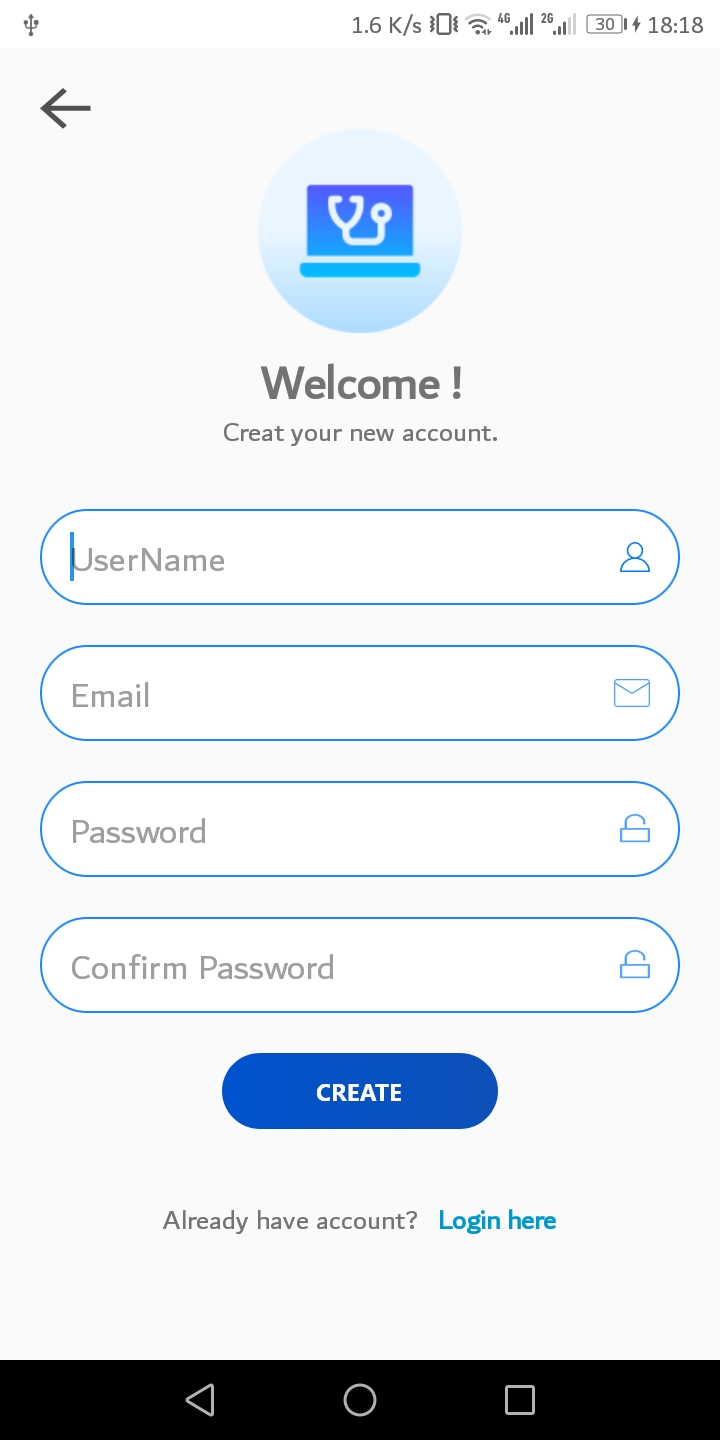 1.6 K/s 4G 2G 30 18:18
Welcome !
Creat your new account.
UserName
Email
Password
Confirm Password
CREATE
Already have account? Login here